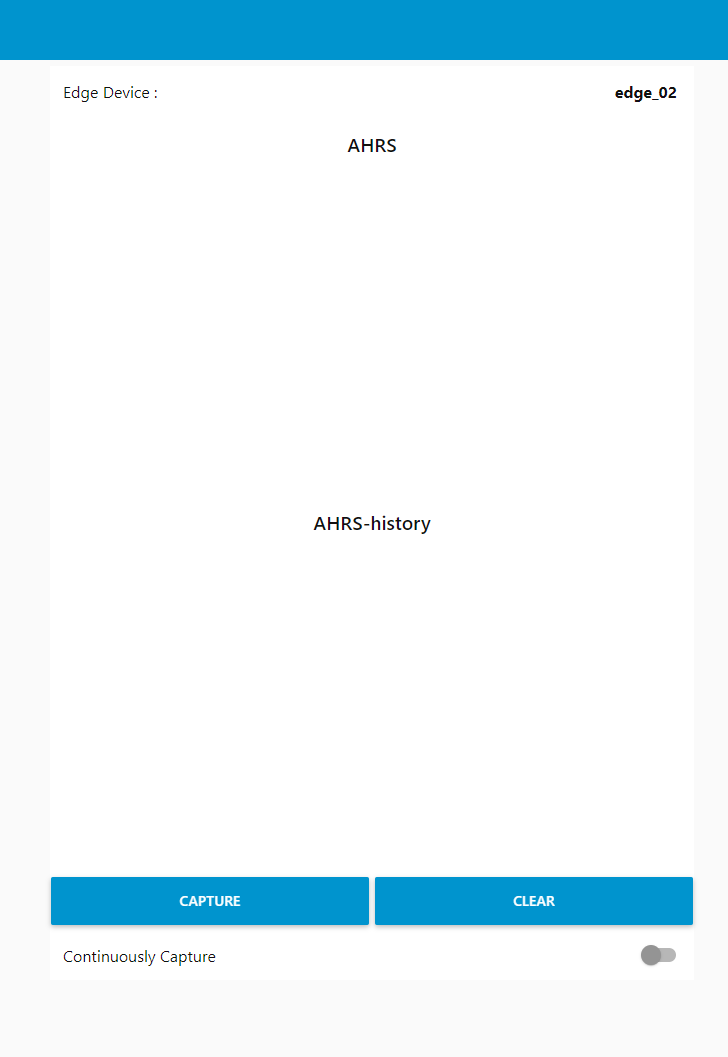 Edge Device :
edge_02
AHRS
AHRS-history
CAPTURE
CLEAR
Continuously Capture